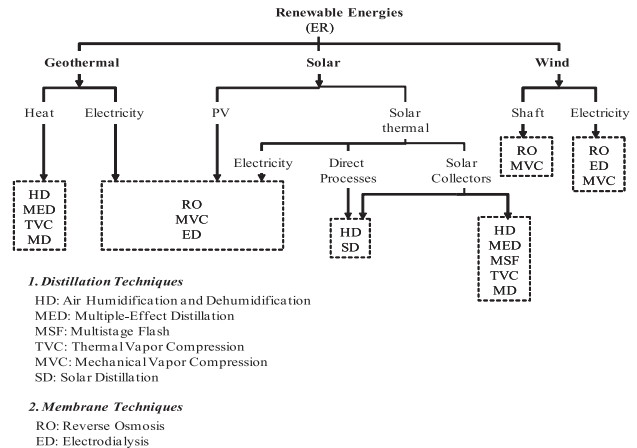 Renewable Energies
(ER)
Geothermal Solar Wind
Heat Electricity PV Solar thermal Shaft Electricity
Electricity Direct Processes Solar Collectors
HD
MED
TVC
MD
RO
MVC
ED
HD
SD
HD
MED
MSF
TVC
MD
RO
MVC
RO
ED
MVC
1. Distillation Techniques
HD: Air Humidification and Dehumidification
MED: Multiple-Effect Distillation
MSF: Multistage Flash
TVC: Thermal Vapor Compression
MVC: Mechanical Vapor Compression
SD: Solar Distillation
2. Membrane Techniques
RO: Reverse Osmosis
ED: Electrodialysis